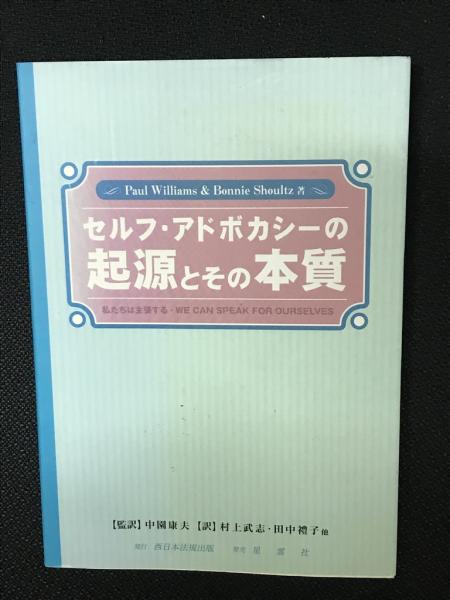 Paul Williams & Bonnie Shoultz 著
セルフ・アドボカシーの
起源とその本質
私たちは主張する・WE CAN SPEAK FOR OURSELVES
【監訳】中園康夫【訳】村上武志・田中禮子他
発行 西日本法規出版 発売 星雲社